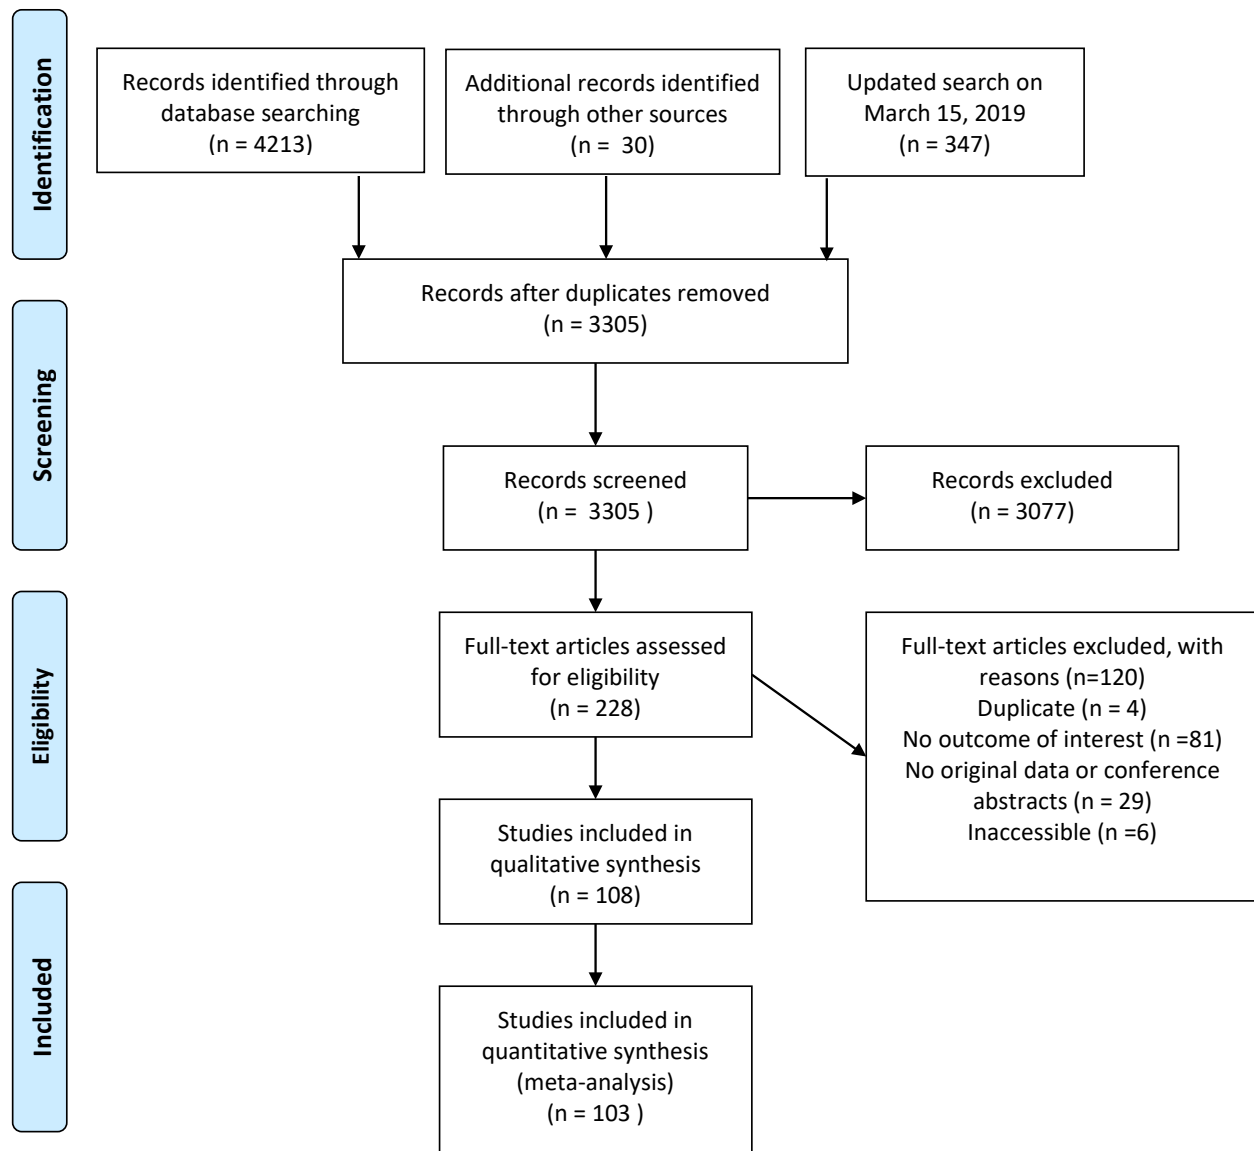 Identification
Records identified through
database searching
(n = 4213)
Additional records identified
through other sources
(n =  30)
Updated search on
March 15, 2019
(n = 347)
Records after duplicates removed
(n = 3305)
Screening
Records screened
(n =  3305 )
Records excluded
(n = 3077)
Eligibility
Full-text articles assessed
for eligibility
(n = 228)
Full-text articles excluded, with
reasons (n=120)
Duplicate (n = 4)
No outcome of interest (n =81)
No original data or conference
abstracts (n = 29)
Inaccessible (n =6)
Studies included in
qualitative synthesis
(n = 108)
Included
Studies included in
quantitative synthesis
(meta-analysis)
(n = 103 )